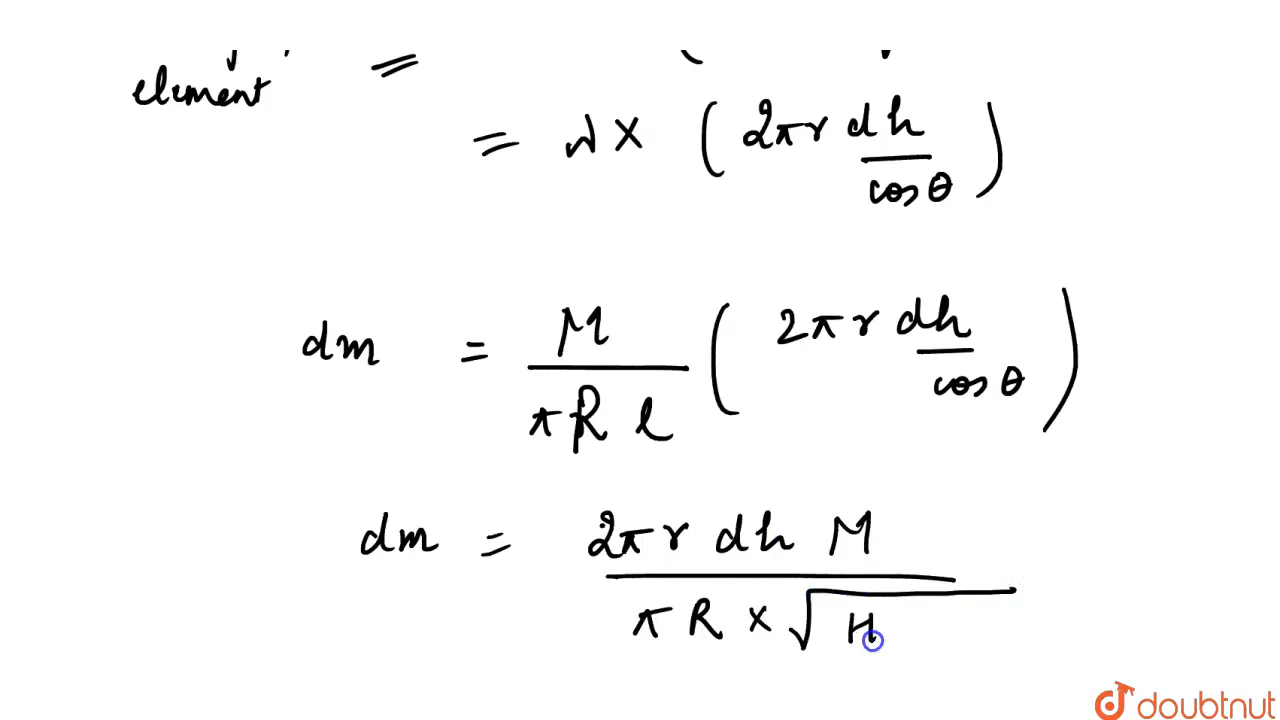 element =
= λ × (2πr dh / cosθ)
dm = M / πRl (2πr dh / cosθ)
dm = 2πr dh M / πR × √H
doubtnut